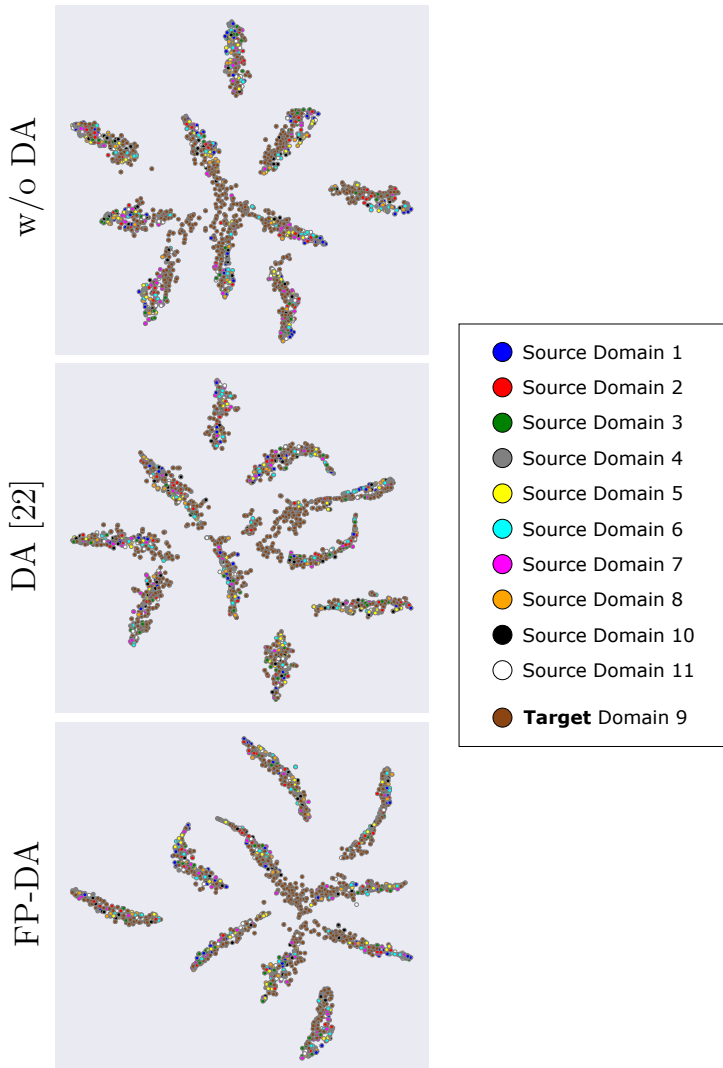 w/o DA
DA [22]
FP-DA
Source Domain 1
Source Domain 2
Source Domain 3
Source Domain 4
Source Domain 5
Source Domain 6
Source Domain 7
Source Domain 8
Source Domain 10
Source Domain 11
Target Domain 9